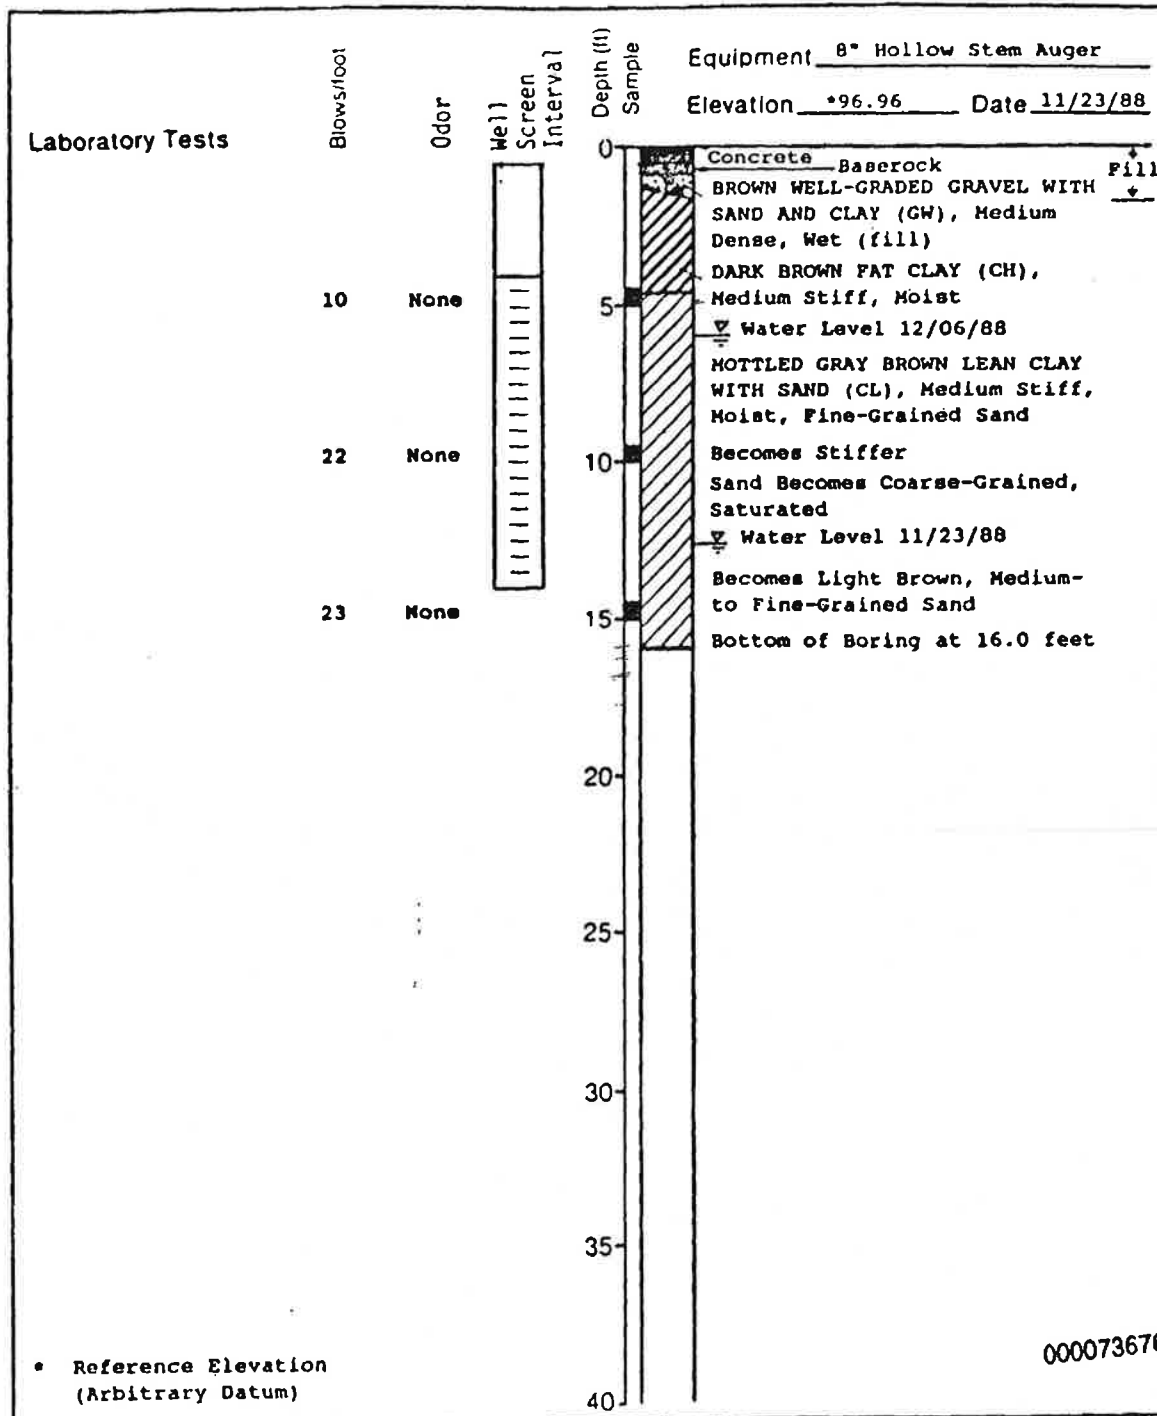 Equipment 8" Hollow Stem Auger
Elevation *96.96 Date 11/23/88
Laboratory Tests
Blows/foot
Odor
Well
Screen
Interval
Depth (ft)
Sample
0
Concrete
Baserock
Fill
BROWN WELL-GRADED GRAVEL WITH
SAND AND CLAY (GW), Medium
Dense, Wet (fill)
DARK BROWN FAT CLAY (CH),
10 None 5 Medium Stiff, Moist
Water Level 12/06/88
MOTTLED GRAY BROWN LEAN CLAY
WITH SAND (CL), Medium Stiff,
Moist, Fine-Grained Sand
22 None 10 Becomes Stiffer
Sand Becomes Coarse-Grained,
Saturated
Water Level 11/23/88
Becomes Light Brown, Medium-
23 None 15 to Fine-Grained Sand
Bottom of Boring at 16.0 feet
20
25
30
35
40
* Reference Elevation
(Arbitrary Datum)